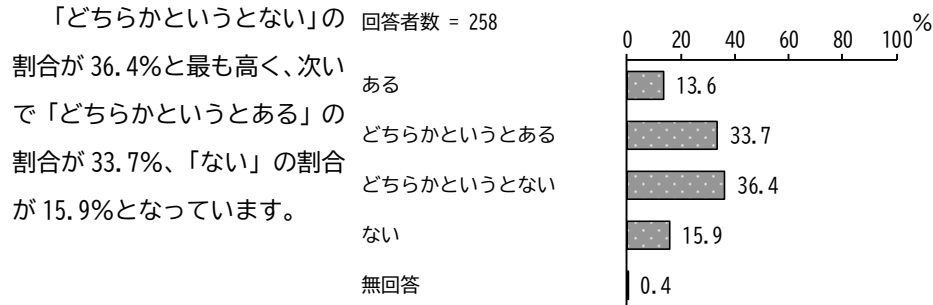 「どちらかというとない」の
割合が 36.4%と最も高く、次い
で「どちらかというとある」の
割合が 33.7%、「ない」の割合
が 15.9%となっています。
回答者数 = 258
%
0 20 40 60 80 100
ある 13.6
どちらかというとある 33.7
どちらかというとない 36.4
ない 15.9
無回答 0.4